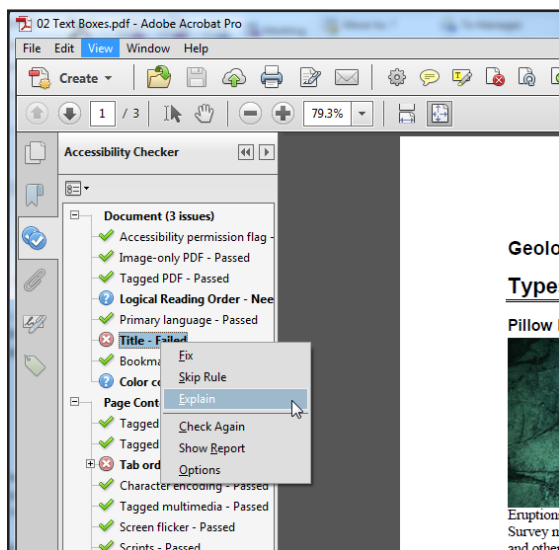 02 Text Boxes.pdf - Adobe Acrobat Pro
File Edit View Window Help
Create
1 / 3 79.3%
Accessibility Checker
Document (3 issues)
Accessibility permission flag -
Image-only PDF - Passed
Tagged PDF - Passed
Logical Reading Order - Nee
Primary language - Passed
Title - Failed
Bookma
Color co
Page Cont
Tagged
Tagged
Tab ord
Character encoding - Passed
Tagged multimedia - Passed
Screen flicker - Passed
Scripts - Passed
Fix
Skip Rule
Explain
Check Again
Show Report
Options
Geolo
Type
Pillow
Eruption
Survey m
and othe